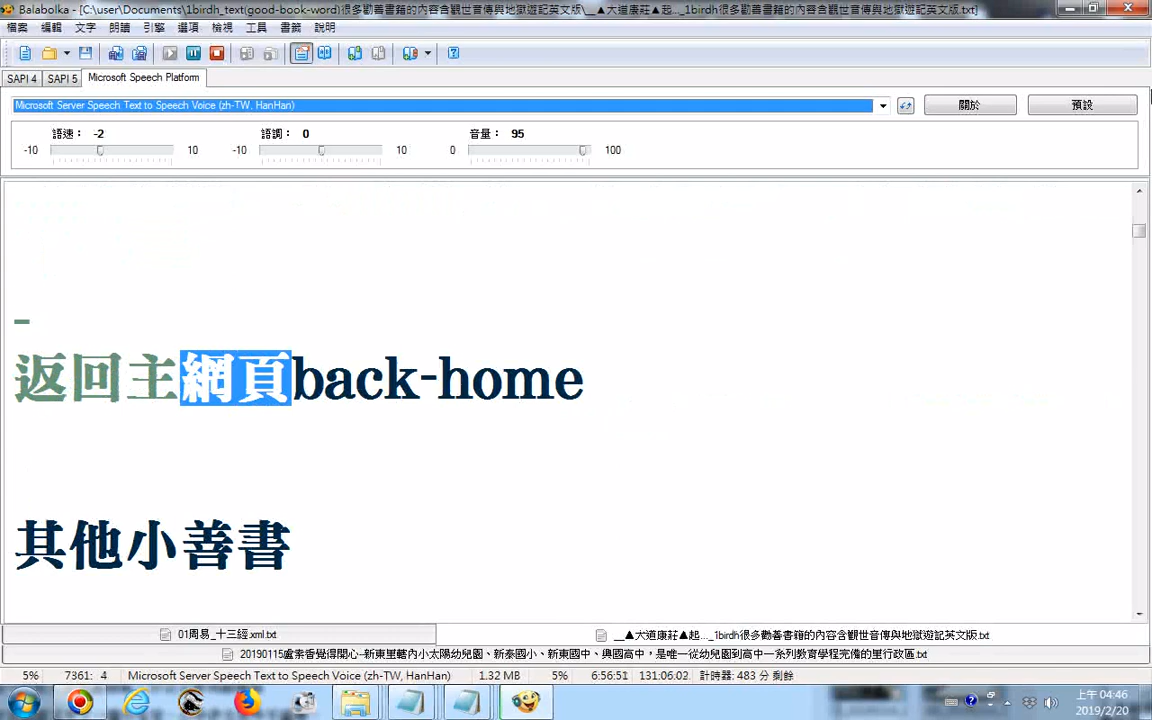 Balabolka - [C:\user\Documents\1birdh_text(good-book-word)很多勸善書籍的內容含觀世音傳與地獄遊記英文版\__▲大道康莊▲起..._1birdh很多勸善書籍的內容含觀世音傳與地獄遊記英文版.txt]
檔案 編輯 文字 朗讀 引擎 選項 檢視 工具 書籤 說明
SAPI 4 SAPI 5 Microsoft Speech Platform
Microsoft Server Speech Text to Speech Voice (zh-TW, HanHan) 關於 預設
語速： -2 語調： 0 音量： 95
-10 10 -10 10 0 100
-
返回主網頁back-home
其他小善書
01周易_十三經.xml.txt __▲大道康莊▲起..._1birdh很多勸善書籍的內容含觀世音傳與地獄遊記英文版.txt
20190115盧素香覺得開心-新東里轄內小太陽幼兒園、新泰國小、新東國中、興國高中，是唯一從幼兒園到高中一系列教育學程完備的里行政區.txt
5% 7361: 4 Microsoft Server Speech Text to Speech Voice (zh-TW, HanHan) 1.32 MB 5% 6:56:51 131:06.02. 計時器: 483 分 剩餘
上午 04:46
2019/2/20